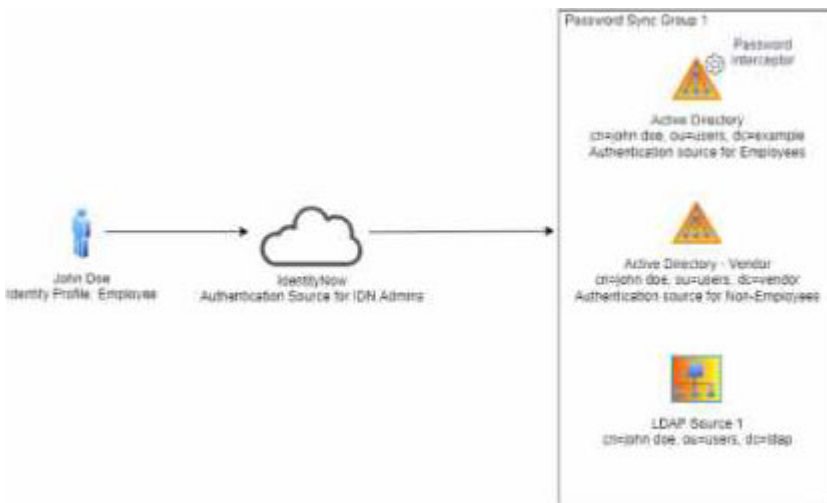 Password Sync Group 1
Password
Interceptor
Active Directory
cn=john doe, ou=users, dc=example
Authentication source for Employees
John Doe
Identity Profile: Employee
IdentityNow
Authentication Source for IDN Admins
Active Directory - Vendor
cn=john doe, ou=users, dc=vendor
Authentication source for Non-Employees
LDAP Source 1
cn=john doe, ou=users, dc=ldap